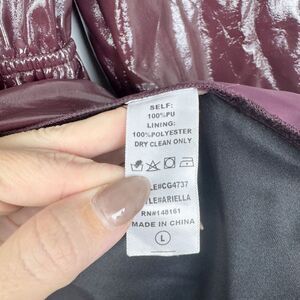 SELF:
100%PU
LINING:
100%POLYESTER
DRY CLEAN ONLY
LE#CG4737
LE#ARIELLA
RN#148161
MADE IN CHINA
L